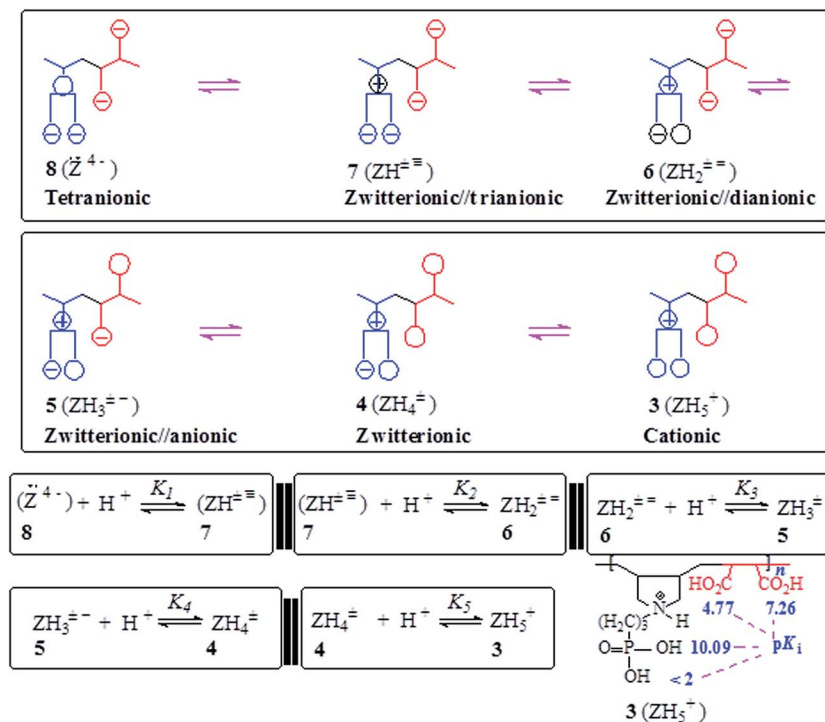 8 (Z̈ 4-) 7 (ZH±≡) 6 (ZH2±=)
Tetranionic Zwitterionic//trianionic Zwitterionic//dianionic
5 (ZH3±−) 4 (ZH4±) 3 (ZH5+)
Zwitterionic//anionic Zwitterionic Cationic
(Z̈ 4-) + H+ K1 (ZH±≡) (ZH±≡) + H+ K2 ZH2±= ZH2±= + H+ K3 ZH3±
8 7 7 6 6 5
ZH3±− + H+ K4 ZH4± ZH4± + H+ K5 ZH5+
5 4 4 3
n
HO2C CO2H
4.77 7.26
⊕
N H
(H2C)3
O=P OH 10.09 pKi
OH < 2
3 (ZH5+)